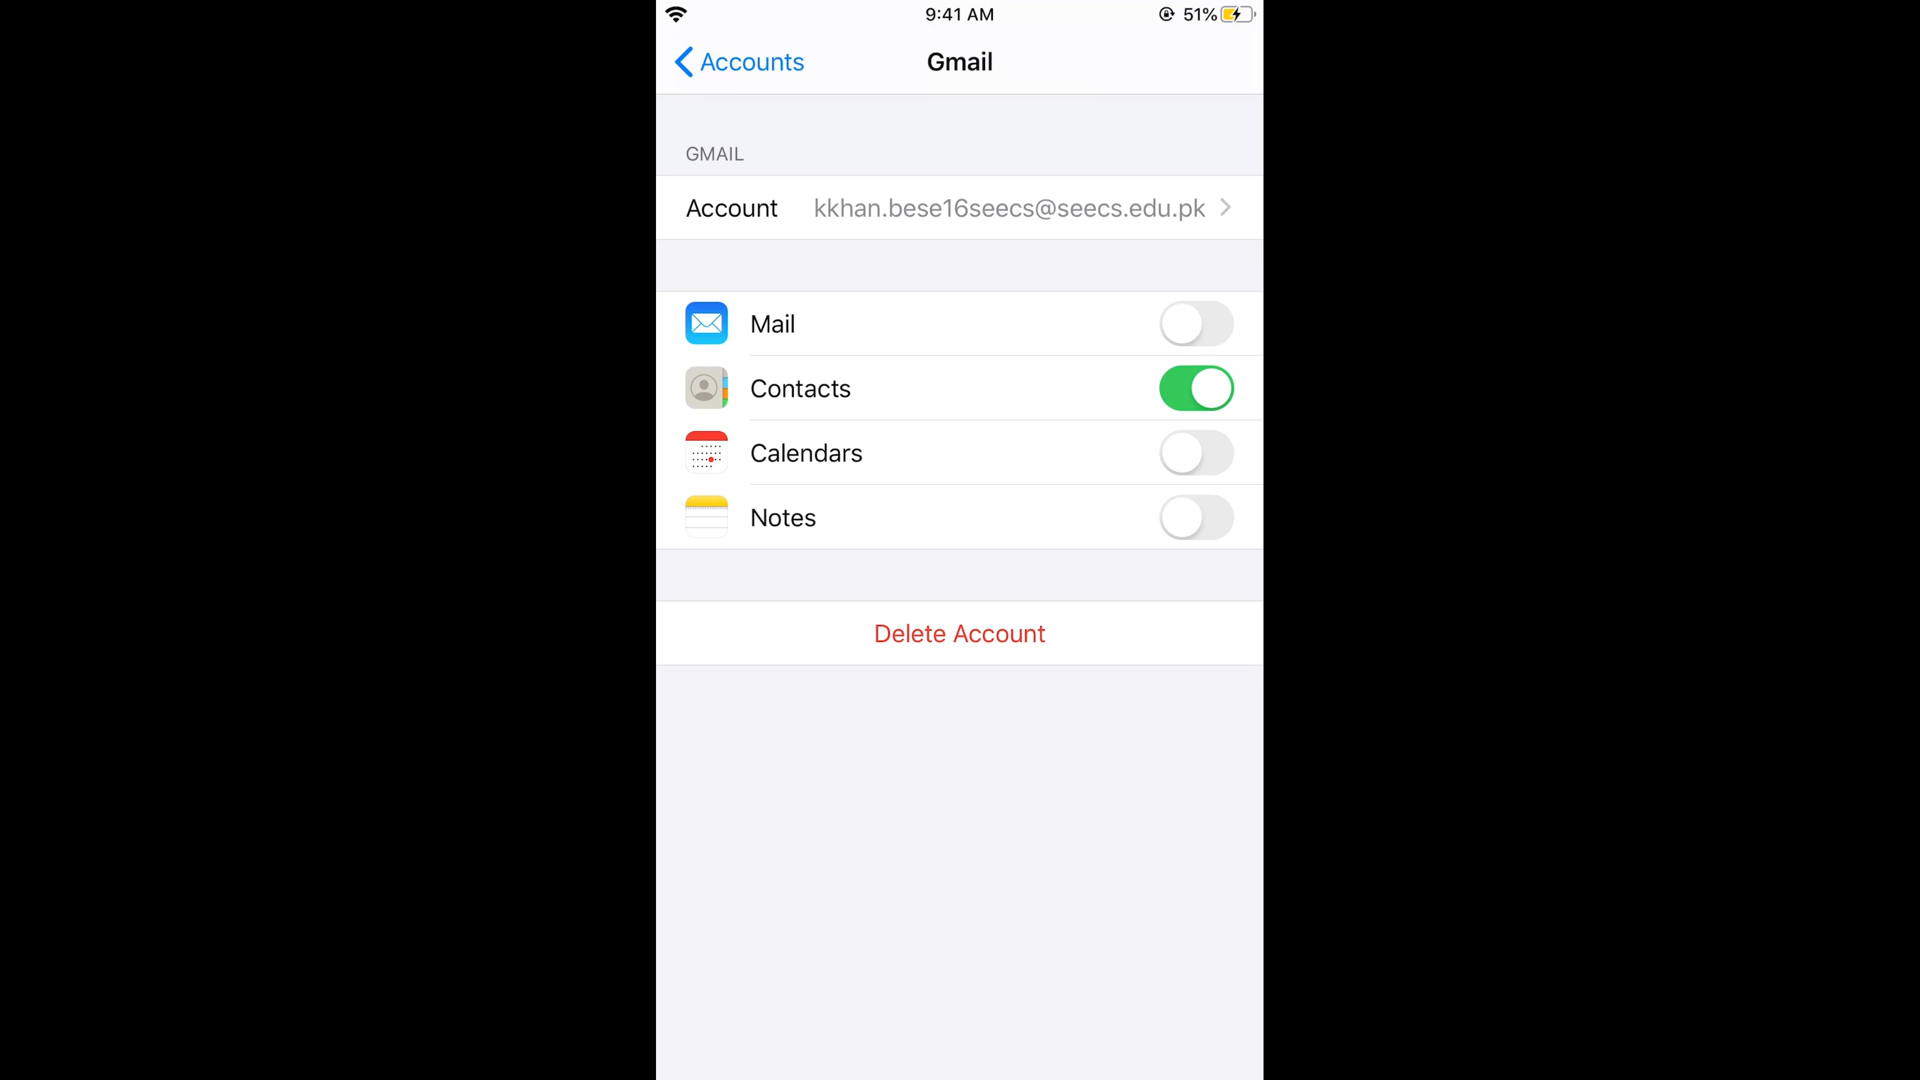 9:41 AM
51%
Accounts
Gmail
GMAIL
Account kkhan.bese16seecs@seecs.edu.pk
Mail
Contacts
Calendars
Notes
Delete Account